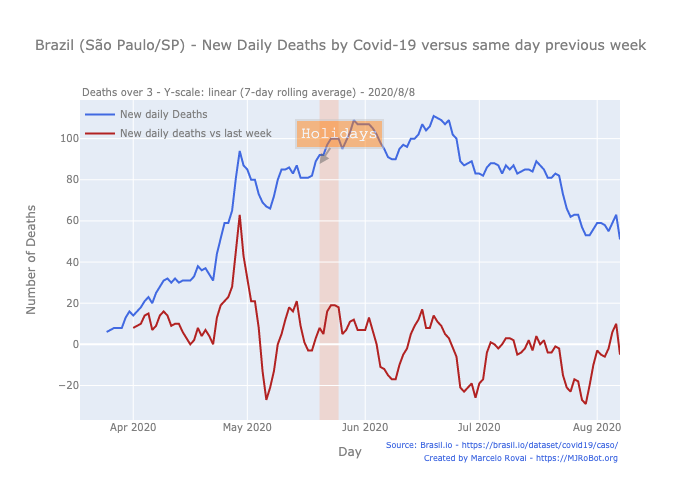 Brazil (São Paulo/SP) - New Daily Deaths by Covid-19 versus same day previous week
Deaths over 3 - Y-scale: linear (7-day rolling average) - 2020/8/8
New daily Deaths
New daily deaths vs last week
Holidays
100
80
60
40
20
0
−20
Number of Deaths
Apr 2020
May 2020
Jun 2020
Jul 2020
Aug 2020
Day
Source: Brasil.io - https://brasil.io/dataset/covid19/caso/
Created by Marcelo Rovai - https://MJRoBot.org